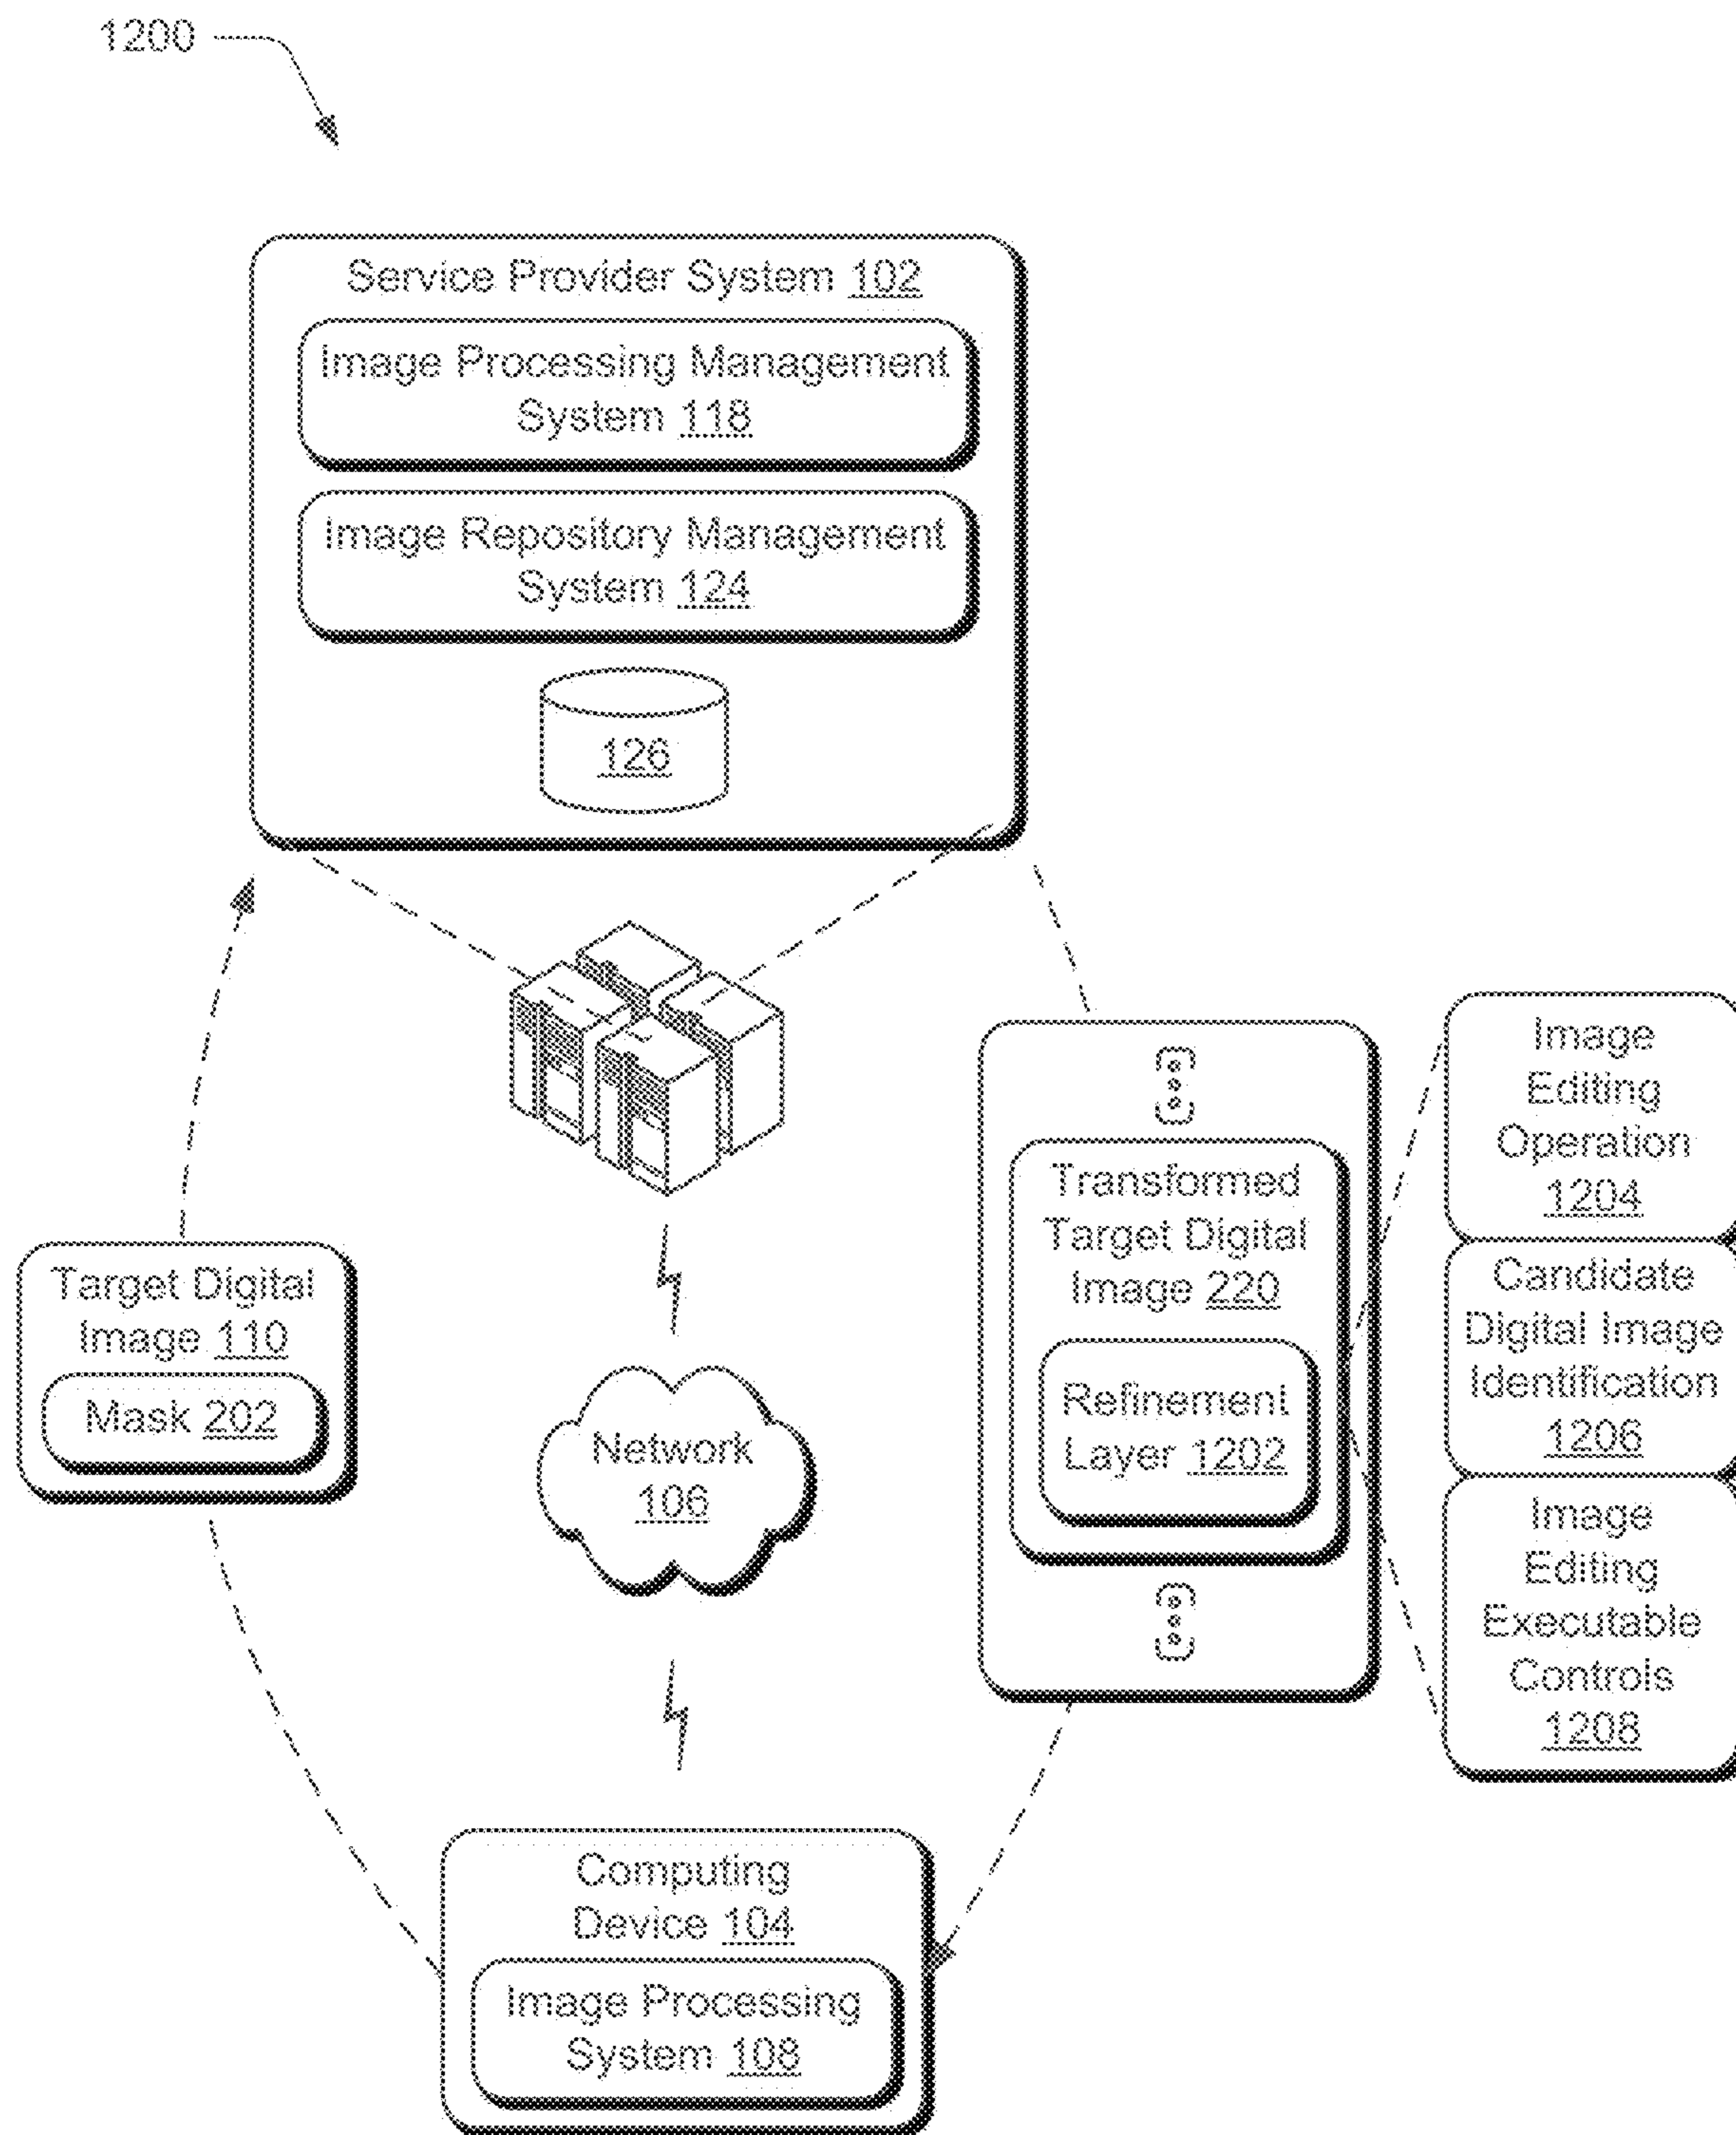 1200
Service Provider System 102
Image Processing Management
System 118
Image Repository Management
System 124
126
Target Digital
Image 110
Mask 202
Network
106
Transformed
Target Digital
Image 220
Refinement
Layer 1202
Image
Editing
Operation
1204
Candidate
Digital Image
Identification
1206
Image
Editing
Executable
Controls
1208
Computing
Device 104
Image Processing
System 108